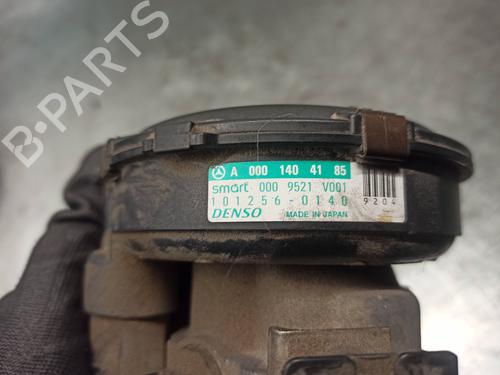 B-PARTS
A 000 140 41 85
smart 000 9521 V001
101256-0140
DENSO MADE IN JAPAN
9204